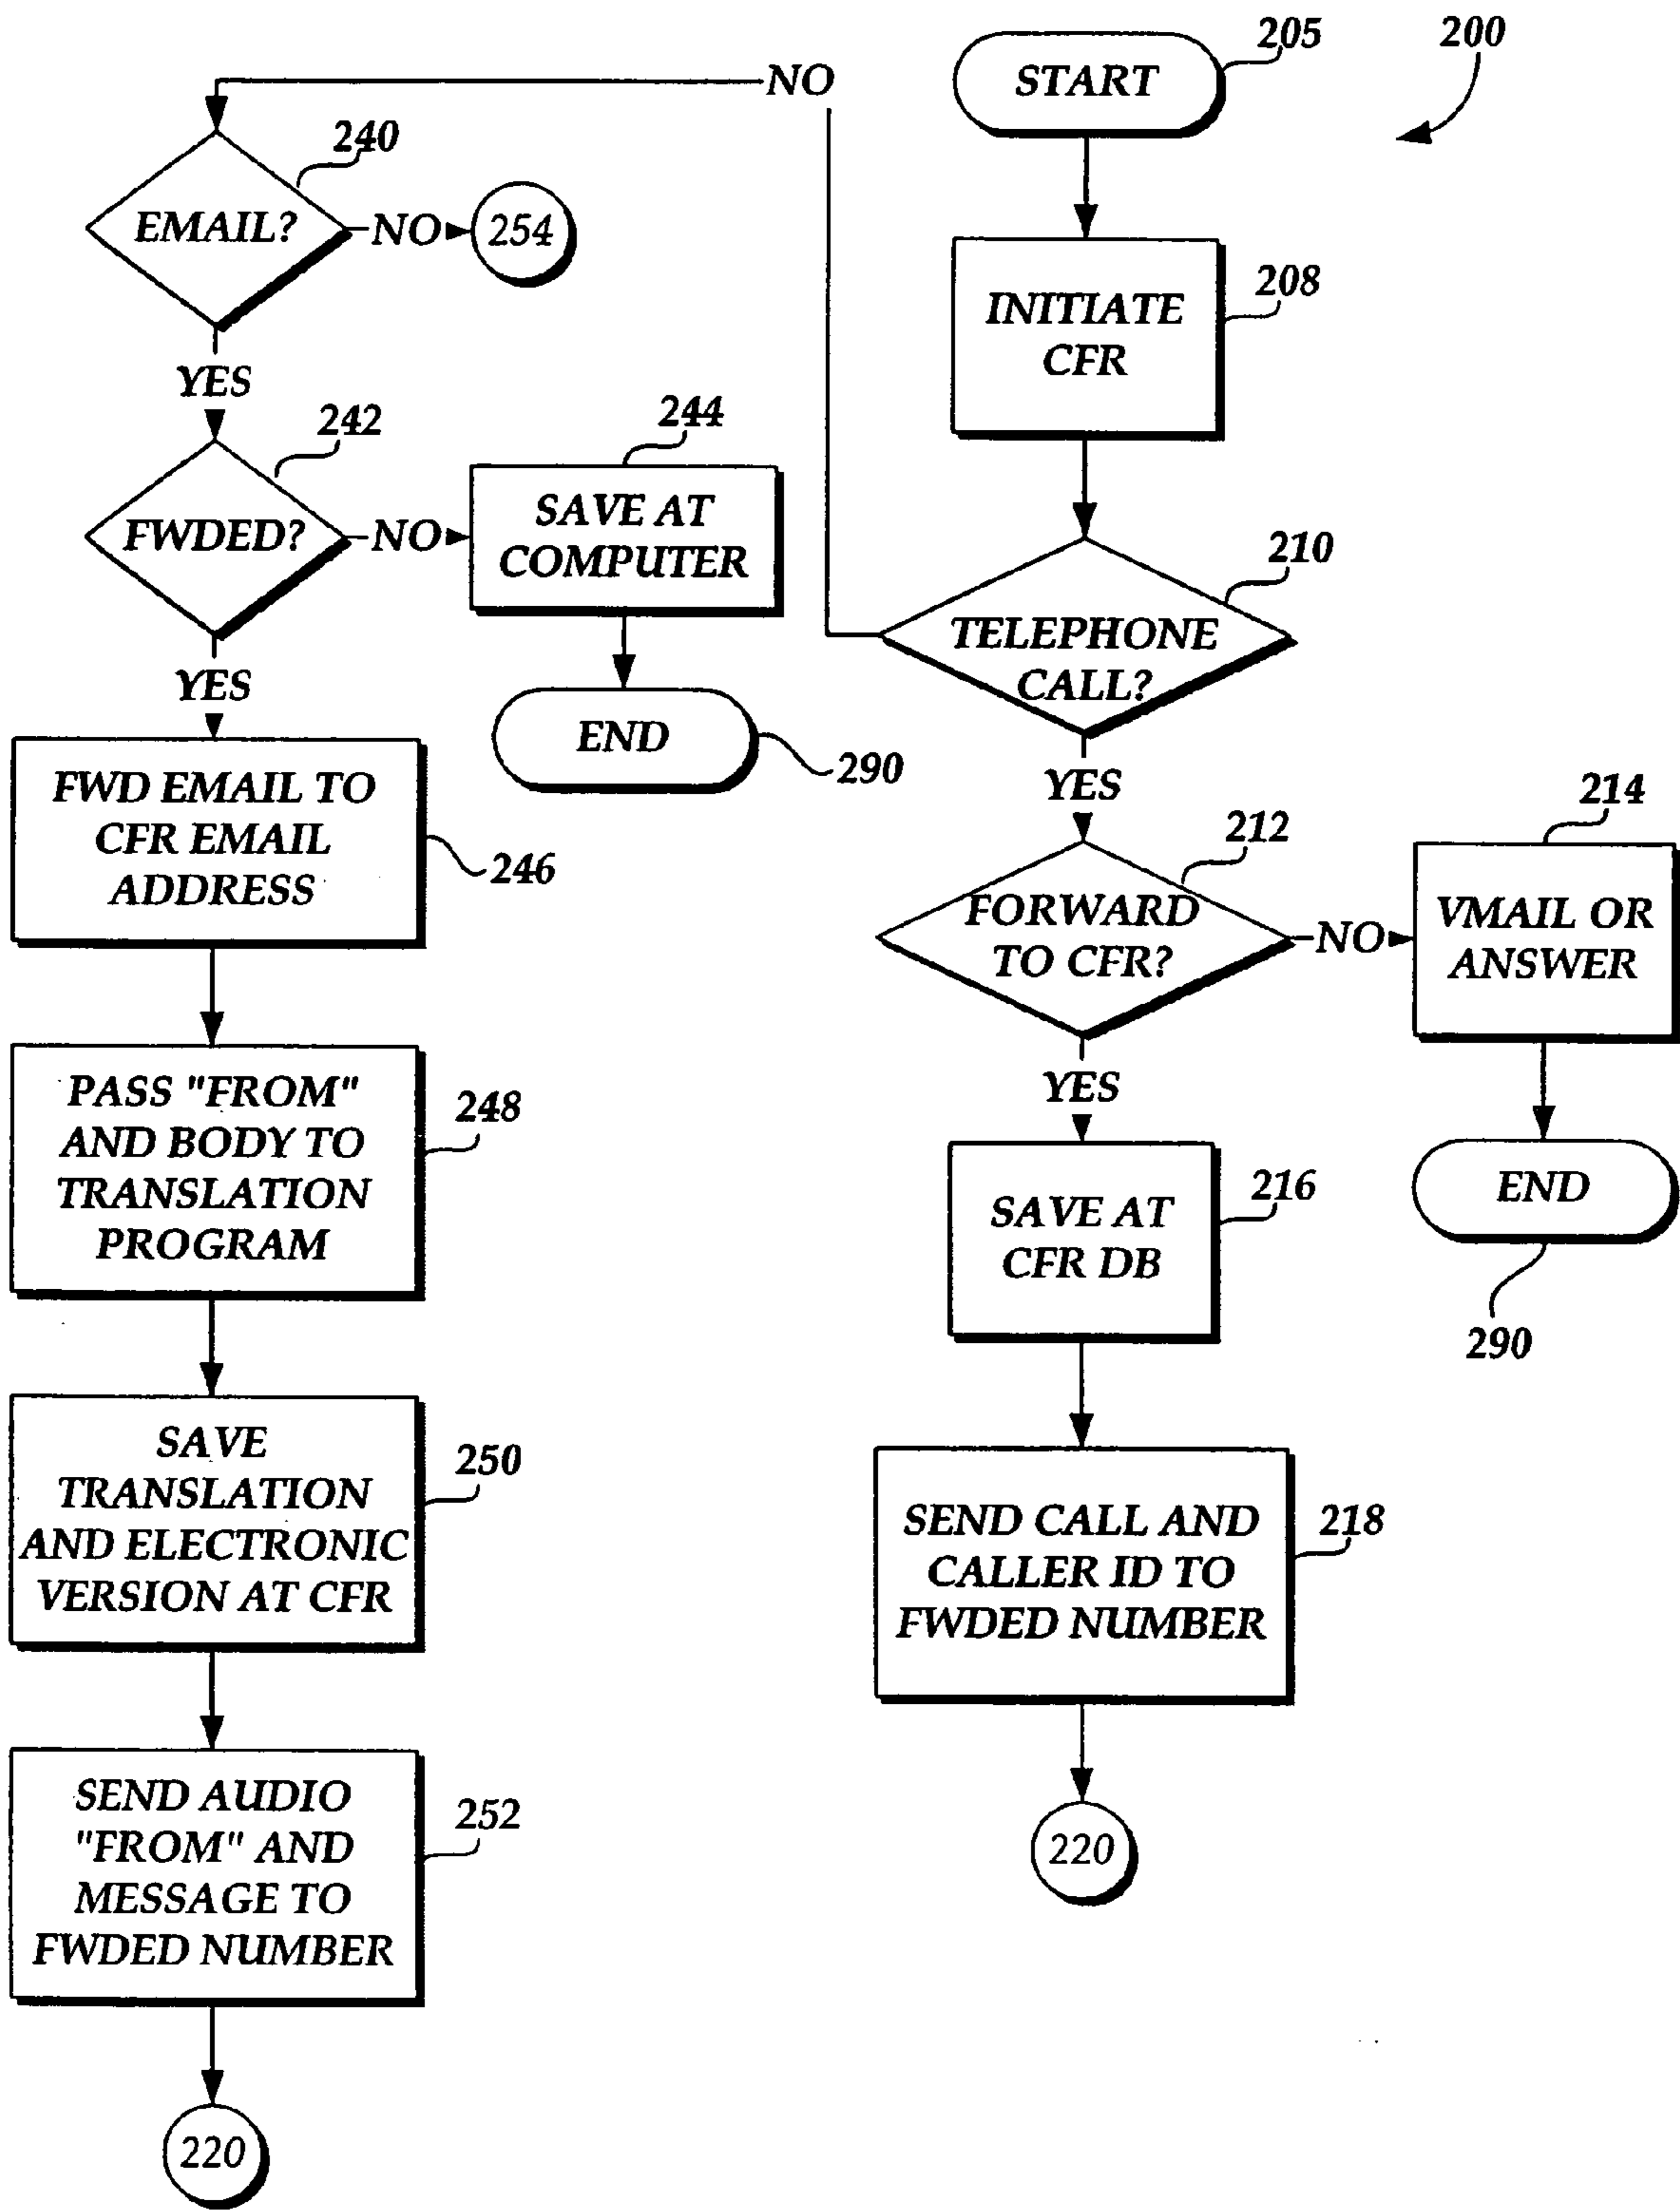 200
START
205
INITIATE
CFR
208
TELEPHONE
CALL?
210
NO
YES
FORWARD
TO CFR?
212
NO
VMAIL OR
ANSWER
214
END
290
YES
SAVE AT
CFR DB
216
SEND CALL AND
CALLER ID TO
FWDED NUMBER
218
220
EMAIL?
240
NO
254
YES
FWDED?
242
NO
SAVE AT
COMPUTER
244
END
290
YES
FWD EMAIL TO
CFR EMAIL
ADDRESS
246
PASS "FROM"
AND BODY TO
TRANSLATION
PROGRAM
248
SAVE
TRANSLATION
AND ELECTRONIC
VERSION AT CFR
250
SEND AUDIO
"FROM" AND
MESSAGE TO
FWDED NUMBER
252
220